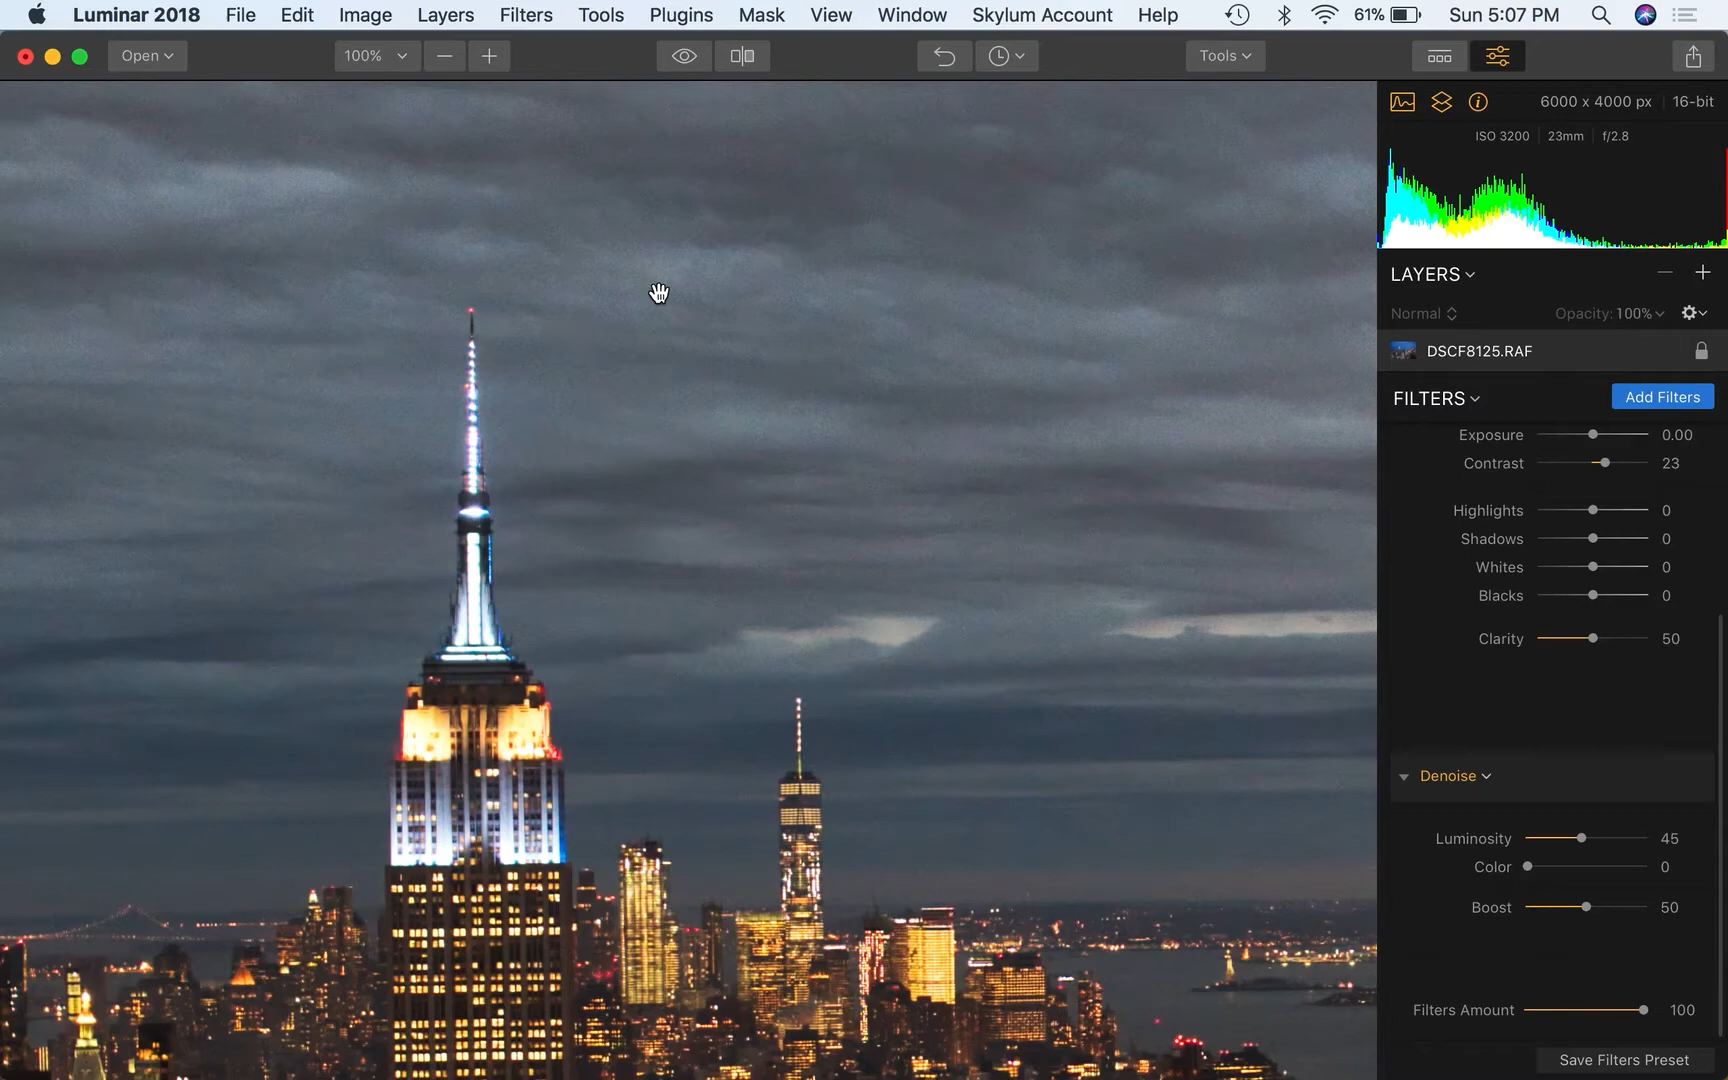 Luminar 2018 File Edit Image Layers Filters Tools Plugins Mask View Window Skylum Account Help 61% Sun 5:07 PM
Open 100% Tools
6000 x 4000 px 16-bit
ISO 3200 23mm f/2.8
LAYERS
Normal Opacity: 100%
DSCF8125.RAF
FILTERS Add Filters
Exposure 0.00
Contrast 23
Highlights 0
Shadows 0
Whites 0
Blacks 0
Clarity 50
Denoise
Luminosity 45
Color 0
Boost 50
Filters Amount 100
Save Filters Preset